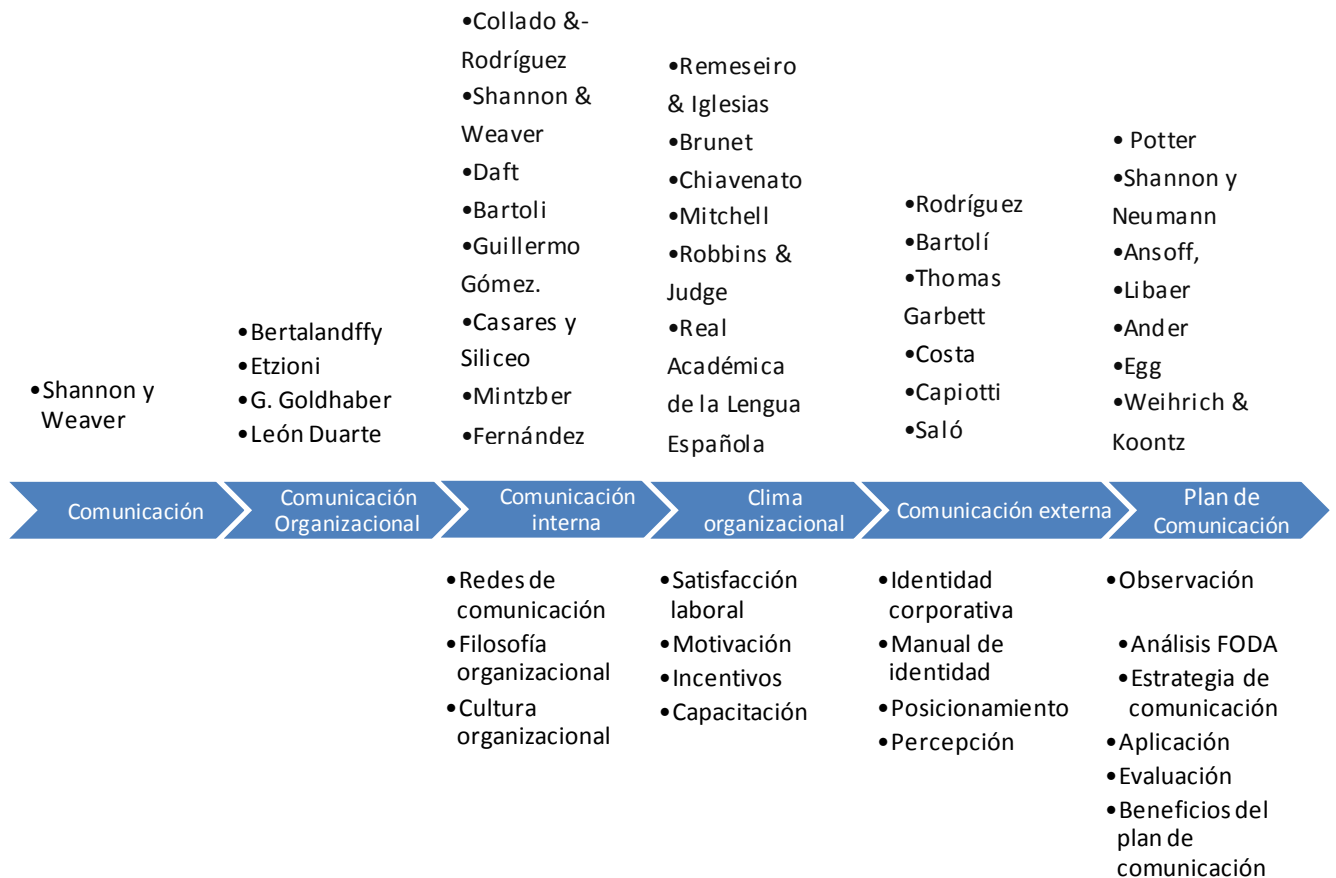 •Shannon y
Weaver
•Bertalandffy
•Etzioni
•G. Goldhaber
•León Duarte
•Collado &-
Rodríguez
•Shannon &
Weaver
•Daft
•Bartoli
•Guillermo
Gómez.
•Casares y
Siliceo
•Mintzber
•Fernández
•Remeseiro
& Iglesias
•Brunet
•Chiavenato
•Mitchell
•Robbins &
Judge
•Real
Académica
de la Lengua
Española
•Rodríguez
•Bartolí
•Thomas
Garbett
•Costa
•Capiotti
•Saló
• Potter
•Shannon y
Neumann
•Ansoff,
•Libaer
•Ander
•Egg
•Weihrich &
Koontz
Comunicación
Comunicación
Organizacional
Comunicación
interna
Clima
organizacional
Comunicación externa
Plan de
Comunicación
•Redes de
comunicación
•Filosofía
organizacional
•Cultura
organizacional
•Satisfacción
laboral
•Motivación
•Incentivos
•Capacitación
•Identidad
corporativa
•Manual de
identidad
•Posicionamiento
•Percepción
•Observación
•Análisis FODA
•Estrategia de
comunicación
•Aplicación
•Evaluación
•Beneficios del
plan de
comunicación